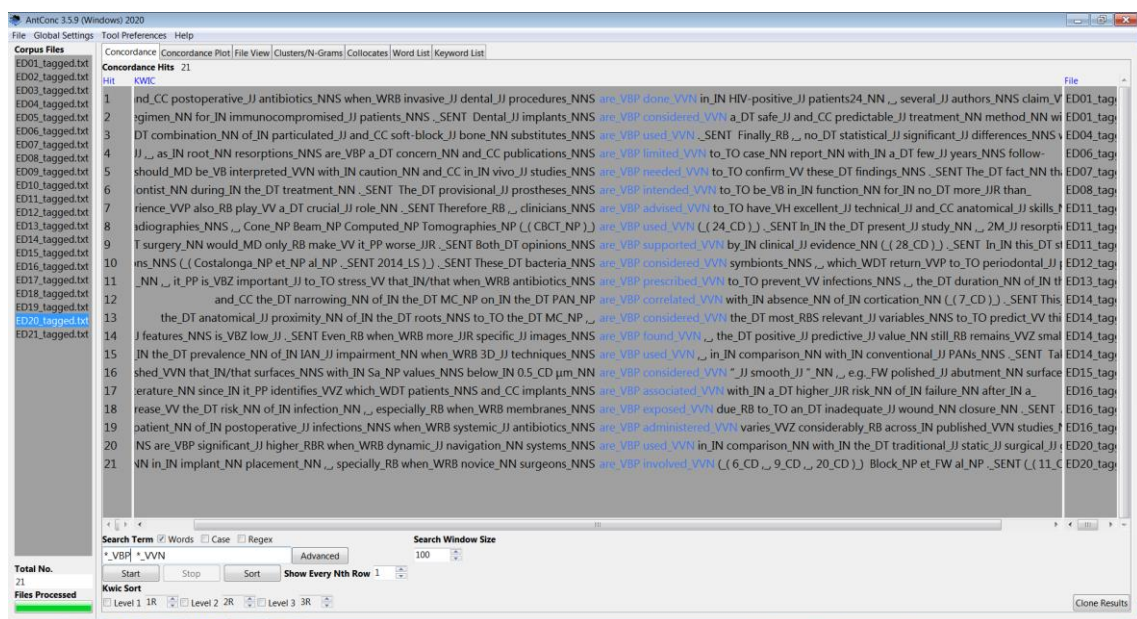 AntConc 3.5.9 (Windows) 2020
File Global Settings Tool Preferences Help
Corpus Files
ED01_tagged.txt
ED02_tagged.txt
ED03_tagged.txt
ED04_tagged.txt
ED05_tagged.txt
ED06_tagged.txt
ED07_tagged.txt
ED08_tagged.txt
ED09_tagged.txt
ED10_tagged.txt
ED11_tagged.txt
ED12_tagged.txt
ED13_tagged.txt
ED14_tagged.txt
ED15_tagged.txt
ED16_tagged.txt
ED17_tagged.txt
ED18_tagged.txt
ED19_tagged.txt
ED20_tagged.txt
ED21_tagged.txt
Total No.
21
Files Processed
Concordance Concordance Plot File View Clusters/N-Grams Collocates Word List Keyword List
Concordance Hits 21
Hit KWIC File
1 and_CC postoperative_JJ antibiotics_NNS when_WRB invasive_JJ dental_JJ procedures_NNS are_VBP done_VVN in_IN HIV-positive_JJ patients24_NN ,_, several_JJ authors_NNS claim_V ED01_tag
2 egimen_NN for_IN immunocompromised_JJ patients_NNS ._SENT Dental_JJ implants_NNS are_VBP considered_VVN a_DT safe_JJ and_CC predictable_JJ treatment_NN method_NN wi ED01_tag
3 DT combination_NN of_IN particulated_JJ and_CC soft-block_JJ bone_NN substitutes_NNS are_VBP used_VVN ._SENT Finally_RB ,_, no_DT statistical_JJ significant_JJ differences_NNS ED04_tag
4 JJ ,_, as_IN root_NN resorptions_NNS are_VBP a_DT concern_NN and_CC publications_NNS are_VBP limited_VVN to_TO case_NN report_NN with_IN a_DT few_JJ years_NNS follow- ED06_tag
5 should_MD be_VB interpreted_VVN with_IN caution_NN and_CC in_IN vivo_JJ studies_NNS are_VBP needed_VVN to_TO confirm_VV these_DT findings_NNS ._SENT The_DT fact_NN th ED07_tag
6 ontist_NN during_IN the_DT treatment_NN ._SENT The_DT provisional_JJ prostheses_NNS are_VBP intended_VVN to_TO be_VB in_IN function_NN for_IN no_DT more_JJR than_ ED08_tag
7 rience_VVP also_RB play_VV a_DT crucial_JJ role_NN ._SENT Therefore_RB ,_, clinicians_NNS are_VBP advised_VVN to_TO have_VH excellent_JJ technical_JJ and_CC anatomical_JJ skills_ ED11_tag
8 adiographies_NNS ,_, Cone_NP Beam_NP Computed_NP Tomographies_NP (_( CBCT_NP )_) are_VBP used_VVN (_( 24_CD )_) ._SENT In_IN the_DT present_JJ study_NN ,_, 2M_JJ resorpti ED11_tag
9 T surgery_NN would_MD only_RB make_VV it_PP worse_JJR ._SENT Both_DT opinions_NNS are_VBP supported_VVN by_IN clinical_JJ evidence_NN (_( 28_CD )_) ._SENT In_IN this_DT st ED11_tag
10 ns_NNS (_( Costalonga_NP et_NP al_NP ._SENT 2014_LS )_) ._SENT These_DT bacteria_NNS are_VBP considered_VVN symbionts_NNS ,_, which_WDT return_VVP to_TO periodontal_JJ ED12_tag
11 _NN ,_, it_PP is_VBZ important_JJ to_TO stress_VV that_IN/that when_WRB antibiotics_NNS are_VBP prescribed_VVN to_TO prevent_VV infections_NNS ,_, the_DT duration_NN of_IN th ED13_tag
12 and_CC the_DT narrowing_NN of_IN the_DT MC_NP on_IN the_DT PAN_NP are_VBP correlated_VVN with_IN absence_NN of_IN cortication_NN (_( 7_CD )_) ._SENT This ED14_tag
13 the_DT anatomical_JJ proximity_NN of_IN the_DT roots_NNS to_TO the_DT MC_NP ,_, are_VBP considered_VVN the_DT most_RBS relevant_JJ variables_NNS to_TO predict_VV thi ED14_tag
14 J features_NNS is_VBZ low_JJ ._SENT Even_RB when_WRB more_JJR specific_JJ images_NNS are_VBP found_VVN ,_, the_DT positive_JJ predictive_JJ value_NN still_RB remains_VVZ smal ED14_tag
15 IN the_DT prevalence_NN of_IN IAN_JJ impairment_NN when_WRB 3D_JJ techniques_NNS are_VBP used_VVN ,_, in_IN comparison_NN with_IN conventional_JJ PANs_NNS ._SENT Tal ED14_tag
16 shed_VVN that_IN/that surfaces_NNS with_IN Sa_NP values_NNS below_IN 0.5_CD µm_NN are_VBP considered_VVN "_JJ smooth_JJ "_NN ,_, e.g._FW polished_JJ abutment_NN surface ED15_tag
17 terature_NN since_IN it_PP identifies_VVZ which_WDT patients_NNS and_CC implants_NNS are_VBP associated_VVN with_IN a_DT higher_JJR risk_NN of_IN failure_NN after_IN a_ ED16_tag
18 rease_VV the_DT risk_NN of_IN infection_NN ,_, especially_RB when_WRB membranes_NNS are_VBP exposed_VVN due_RB to_TO an_DT inadequate_JJ wound_NN closure_NN ._SENT ED16_tag
19 patient_NN of_IN postoperative_JJ infections_NNS when_WRB systemic_JJ antibiotics_NNS are_VBP administered_VVN varies_VVZ considerably_RB across_IN published_VVN studies_ ED16_tag
20 NS are_VBP significant_JJ higher_RBR when_WRB dynamic_JJ navigation_NN systems_NNS are_VBP used_VVN in_IN comparison_NN with_IN the_DT traditional_JJ static_JJ surgical_JJ ED20_tag
21 NN in_IN implant_NN placement_NN ,_, specially_RB when_WRB novice_NN surgeons_NNS are_VBP involved_VVN (_( 6_CD ,_, 9_CD ,_, 20_CD )_) Block_NP et_FW al_NP ._SENT (_( 11_C ED20_tag
Search Term Words Case Regex Search Window Size
*_VBP *_VVN Advanced 100
Start Stop Sort Show Every Nth Row 1
Kwic Sort
Level 1 1R Level 2 2R Level 3 3R Clone Results